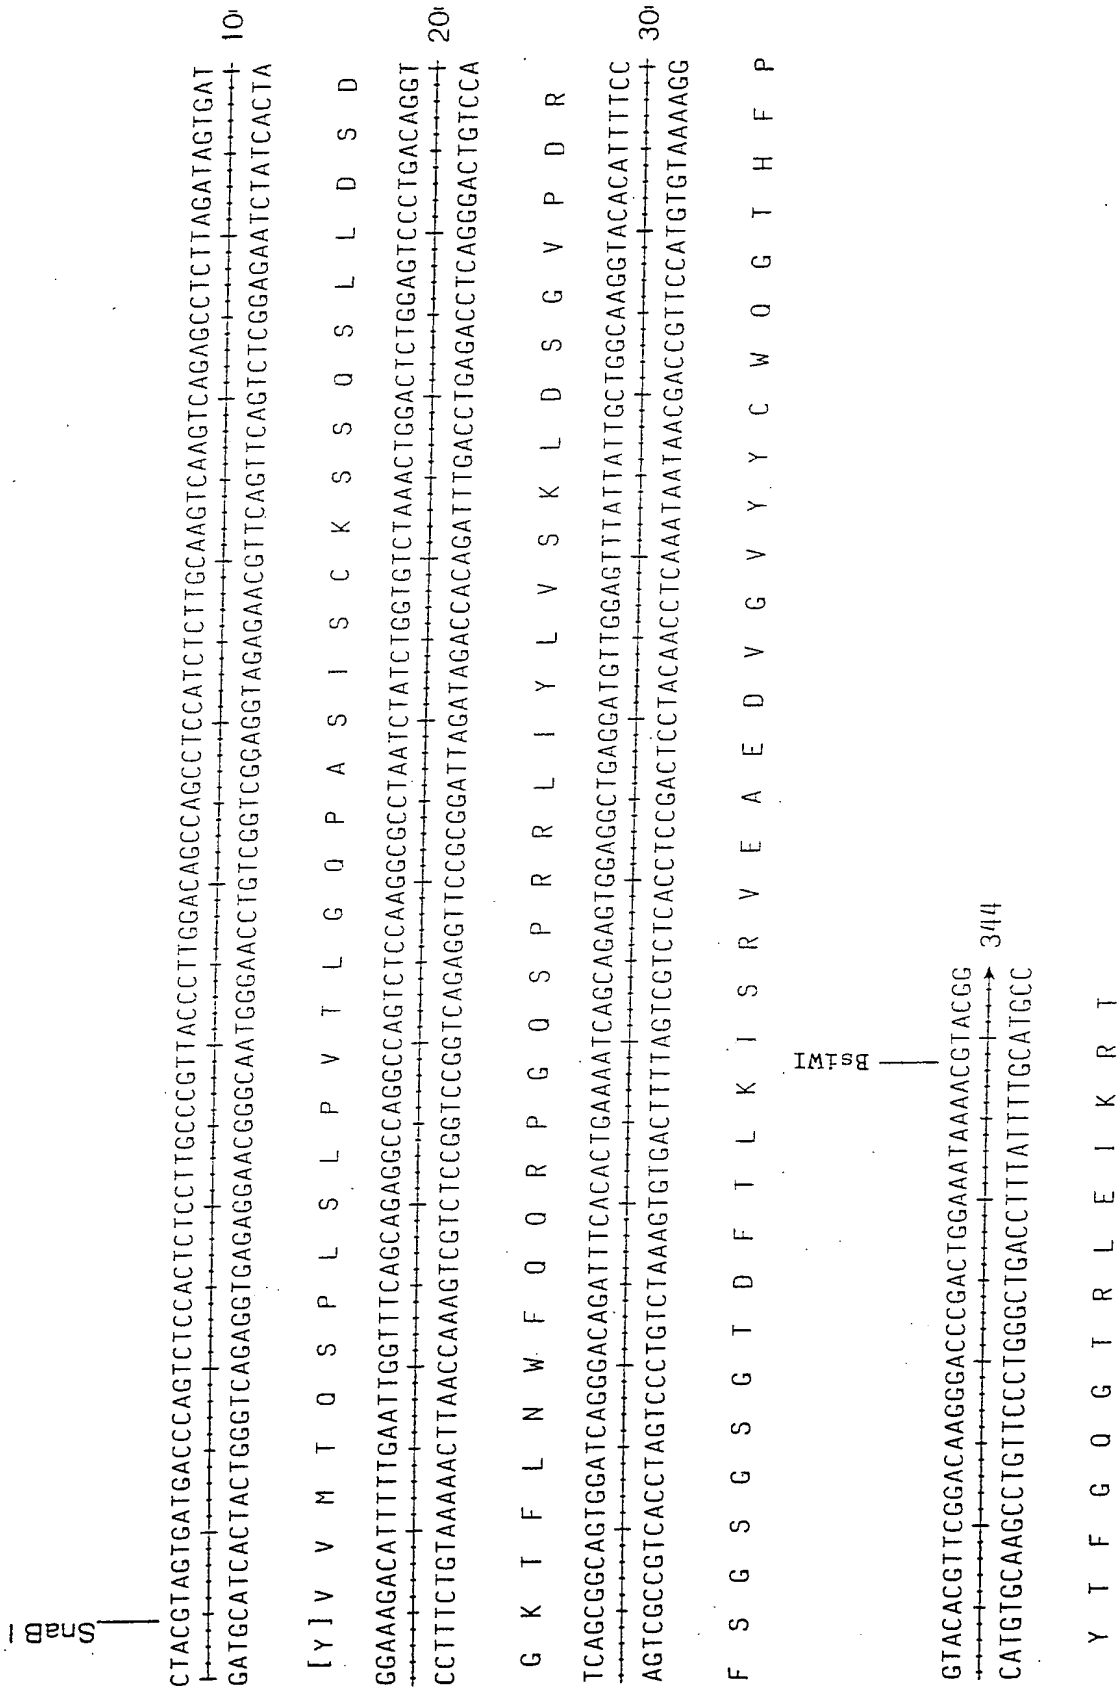 SnaB I
CTACGTAGTGATGACCCAGTCTCCACTCTCCTTGCCCGTTACCCTTGGACAGCCAGCCTCCATCTCTTGCAAGTCAAGTCAGAGCCTCTTAGATAGTGAT
10
GATGCATCACTACTGGGTCAGAGGTGAGAGGAACGGGCAATGGGAACCTGTCGGTCGGAGGTAGAGAACGTTCAGTTCAGTCTCGGAGAATCTATCACTA
[Y] V V M T Q S P L S L P V T L G Q P A S I S C K S S Q S L L D S D
GGAAAGACATTTTTGAATTGGTTTCAGCAGAGGCCAGGCCAGTCTCCAAGGCGCCTAATCTATCTGGTGTCTAAACTGGACTCTGGAGTCCCTGACAGGT
20
CCTTTCTGTAAAAACTTAACCAAAGTCGTCTCCGGTCCGGTCAGAGGTTCCGCGGATTAGATAGACCACAGATTTGACCTGAGACCTCAGGGACTGTCCA
G K T F L N W F Q Q R P G Q S P R R L I Y L V S K L D S G V P D R
TCAGCGGCAGTGGATCAGGGACAGATTTCACACTGAAAATCAGCAGAGTGGAGGCTGAGGATGTTGGAGTTTATTATTGCTGGCAAGGTACACATTTTCC
30
AGTCGCCGTCACCTAGTCCCTGTCTAAAGTGTGACTTTTAGTCGTCTCACCTCCGACTCCTACAACCTCAAATAATAACGACCGTTCCATGTGTAAAAGG
F S G S G S G T D F T L K I S R V E A E D V G V Y Y C W Q G T H F P
BsiWI
GTACACGTTCGGACAAGGGACCCGACTGGAAATAAAACGTACGG
344
CATGTGCAAGCCTGTTCCCTGGGCTGACCTTTATTTTGCATGCC
Y T F G Q G T R L E I K R T